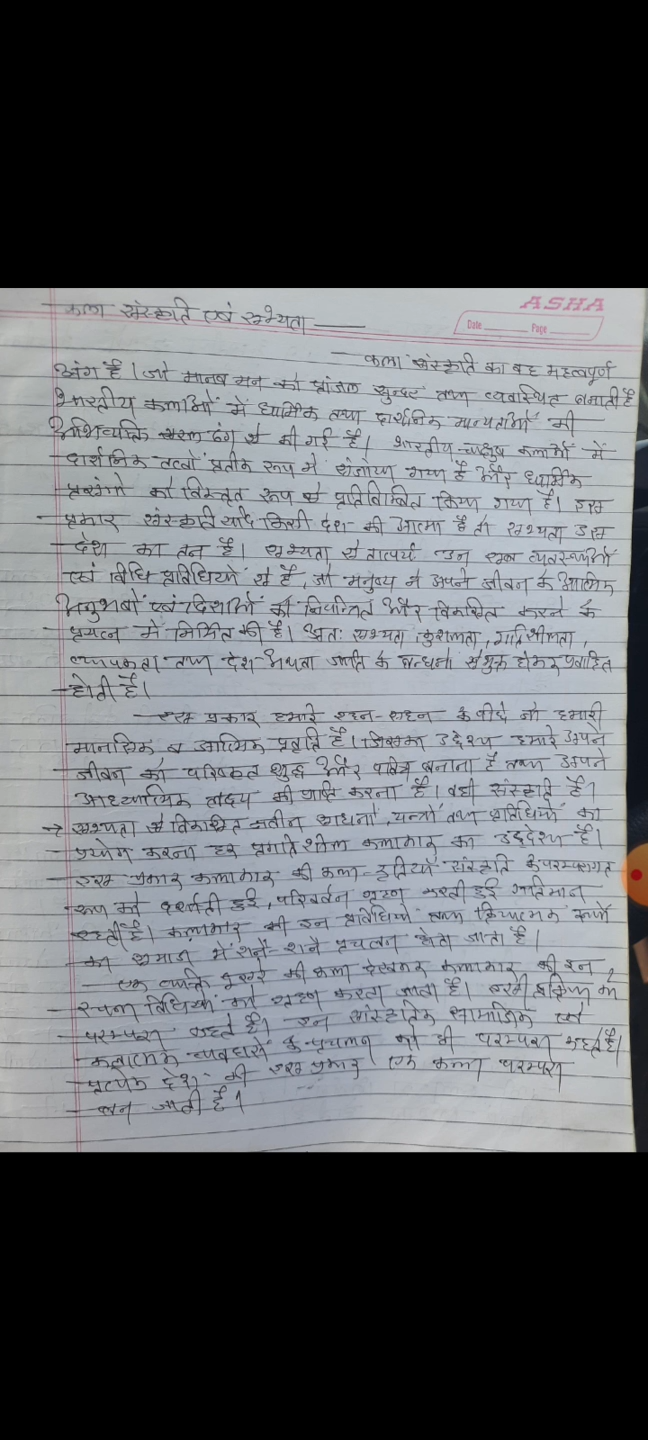 ASHA
Date Page
कला संस्कृति एवं सभ्यता
कला संस्कृति का वह महत्वपूर्ण
अंग है। जो मानव मन को प्रांजल सुन्दर तथा व्यवस्थित बनाती है
भारतीय कलाओं में धार्मिक तथा दार्शनिक मान्यताओं की
अभिव्यक्ति सरल ढंग से की गई है। भारतीय चाक्षुष कलाओं में
दार्शनिक तत्वों प्रतीक रूप में संजोया गया है और धार्मिक
प्रसंगो को विस्तृत रूप से प्रतिबिम्बित किया गया है। इस
प्रकार संस्कृति यदि किसी देश की आत्मा है तो सभ्यता उस
देश का तन है। सभ्यता से तात्पर्य उन सब व्यवस्थाओं
एवं विधि प्राविधियों से है, जो मनुष्य ने अपने जीवन के आत्मिक
अनुभवों एवं दिशाओं को नियन्त्रित और विकसित करने के
प्रयत्न में निर्मित की है। अतः सभ्यता कुशलता, गतिशीलता,
व्यापकता तथा देश अथवा जाति के बन्धनो से मुक्त होकर प्रवाहित
होती है।
इस प्रकार हमारे रहन-सहन के पीछे जो हमारी
मानसिक व आत्मिक प्रवृति है। जिसका उद्देश्य हमारे अपने
जीवन को परिष्कृत शुद्ध और पवित्र बनाना है तथा अपने
आध्यात्मिक लक्ष्य की प्राप्ति करना है। वही संस्कृति है।
→ सभ्यता से विकसित नवीन साधनो, यन्त्रों तथा प्राविधियों का
प्रयोग करना हर प्रगतिशील कलाकार का उद्देश्य है।
इस प्रकार कलाकार की कला-कृतियाँ संस्कृति के परम्परागत
रूप को दर्शाती हुई, परिवर्तन ग्रहण करती हुई गतिमान
रहती है। कलाकार की इन प्राविधियों तथा क्रियात्मक रूपों
का समाज में शनै-शनै प्रचलन होता जाता है।
एक व्यक्ति दूसरे की कला देखकर कलाकार की इन
रचना विधियों को ग्रहण करता जाता है। इसी प्रक्रिया को
परम्परा कहते है। इन सांस्कृतिक सामाजिक एवं
कलात्मक व्यवहारों के प्रचलन को भी परम्परा कहते है।
प्रत्येक देश की इस प्रकार एक कला परम्परा
बन जाती है।